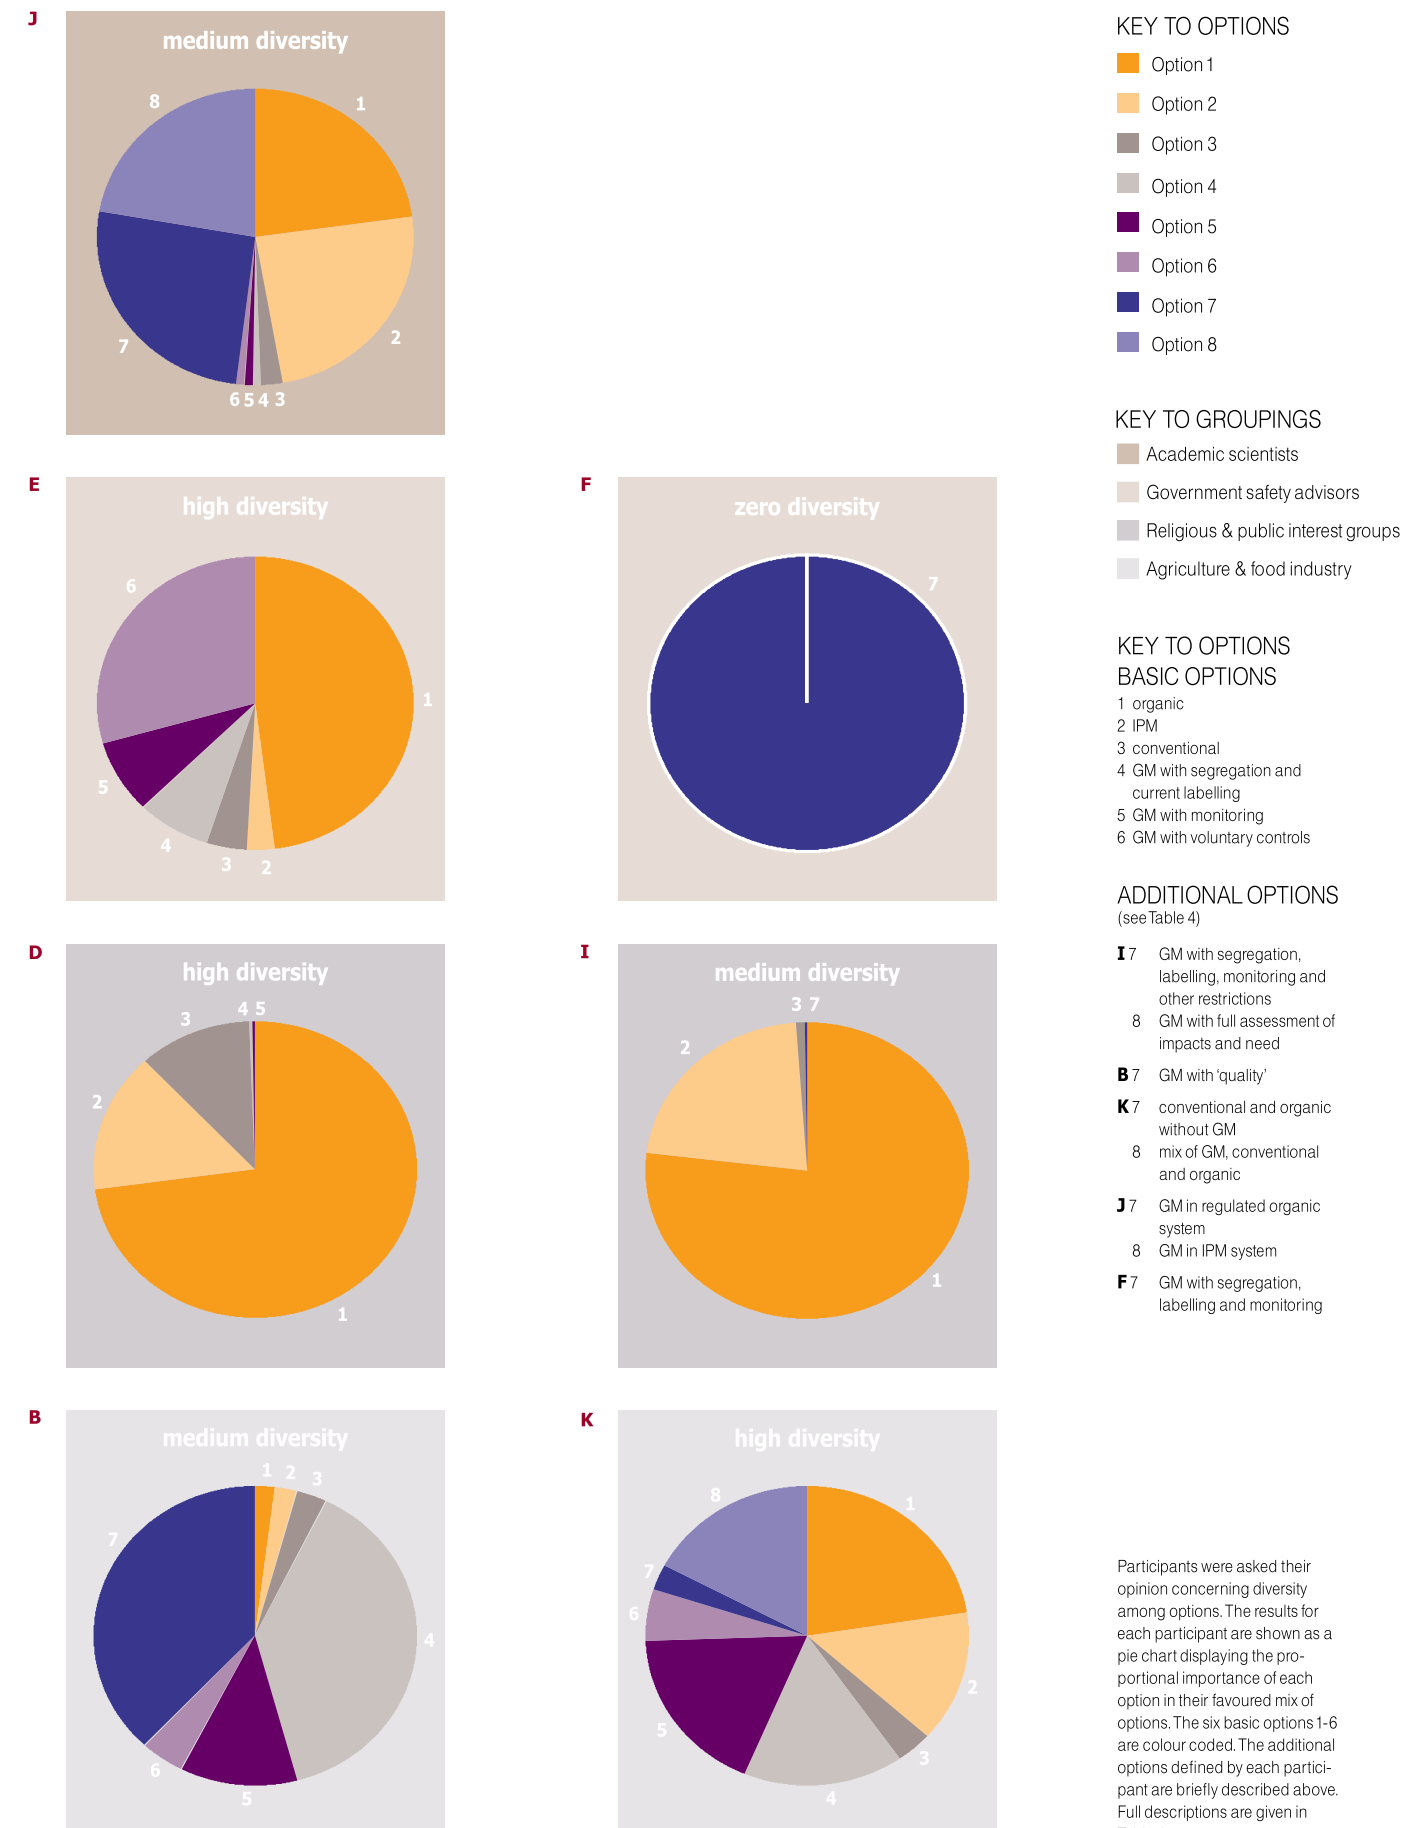 J
medium diversity
8
1
7
2
6 5 4 3
E
high diversity
6
1
5
4
3
2
F
zero diversity
7
D
high diversity
4 5
3
2
1
I
medium diversity
3 7
2
1
B
medium diversity
1 2 3
7
4
6
5
K
high diversity
8
1
7
6
2
5
3
4
KEY TO OPTIONS
Option 1
Option 2
Option 3
Option 4
Option 5
Option 6
Option 7
Option 8
KEY TO GROUPINGS
Academic scientists
Government safety advisors
Religious & public interest groups
Agriculture & food industry
KEY TO OPTIONS
BASIC OPTIONS
1 organic
2 IPM
3 conventional
4 GM with segregation and
current labelling
5 GM with monitoring
6 GM with voluntary controls
ADDITIONAL OPTIONS
(see Table 4)
I 7 GM with segregation,
labelling, monitoring and
other restrictions
8 GM with full assessment of
impacts and need
B 7 GM with ‘quality’
K 7 conventional and organic
without GM
8 mix of GM, conventional
and organic
J 7 GM in regulated organic
system
8 GM in IPM system
F 7 GM with segregation,
labelling and monitoring
Participants were asked their
opinion concerning diversity
among options. The results for
each participant are shown as a
pie chart displaying the pro-
portional importance of each
option in their favoured mix of
options. The six basic options 1-6
are colour coded. The additional
options defined by each partici-
pant are briefly described above.
Full descriptions are given in